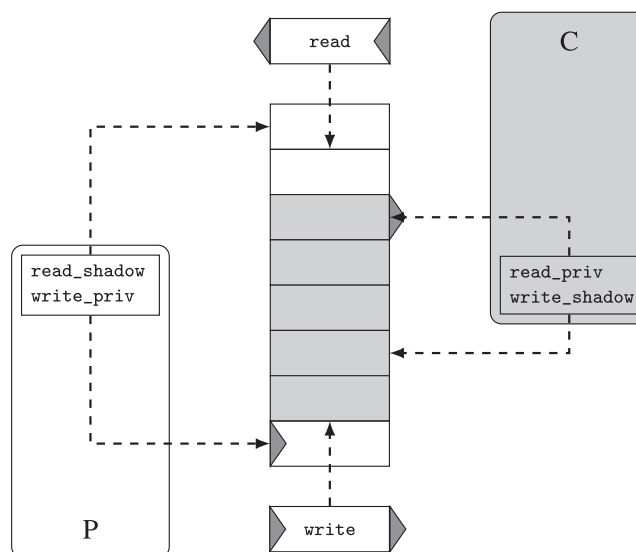 read
C
read_shadow
write_priv
read_priv
write_shadow
P
write